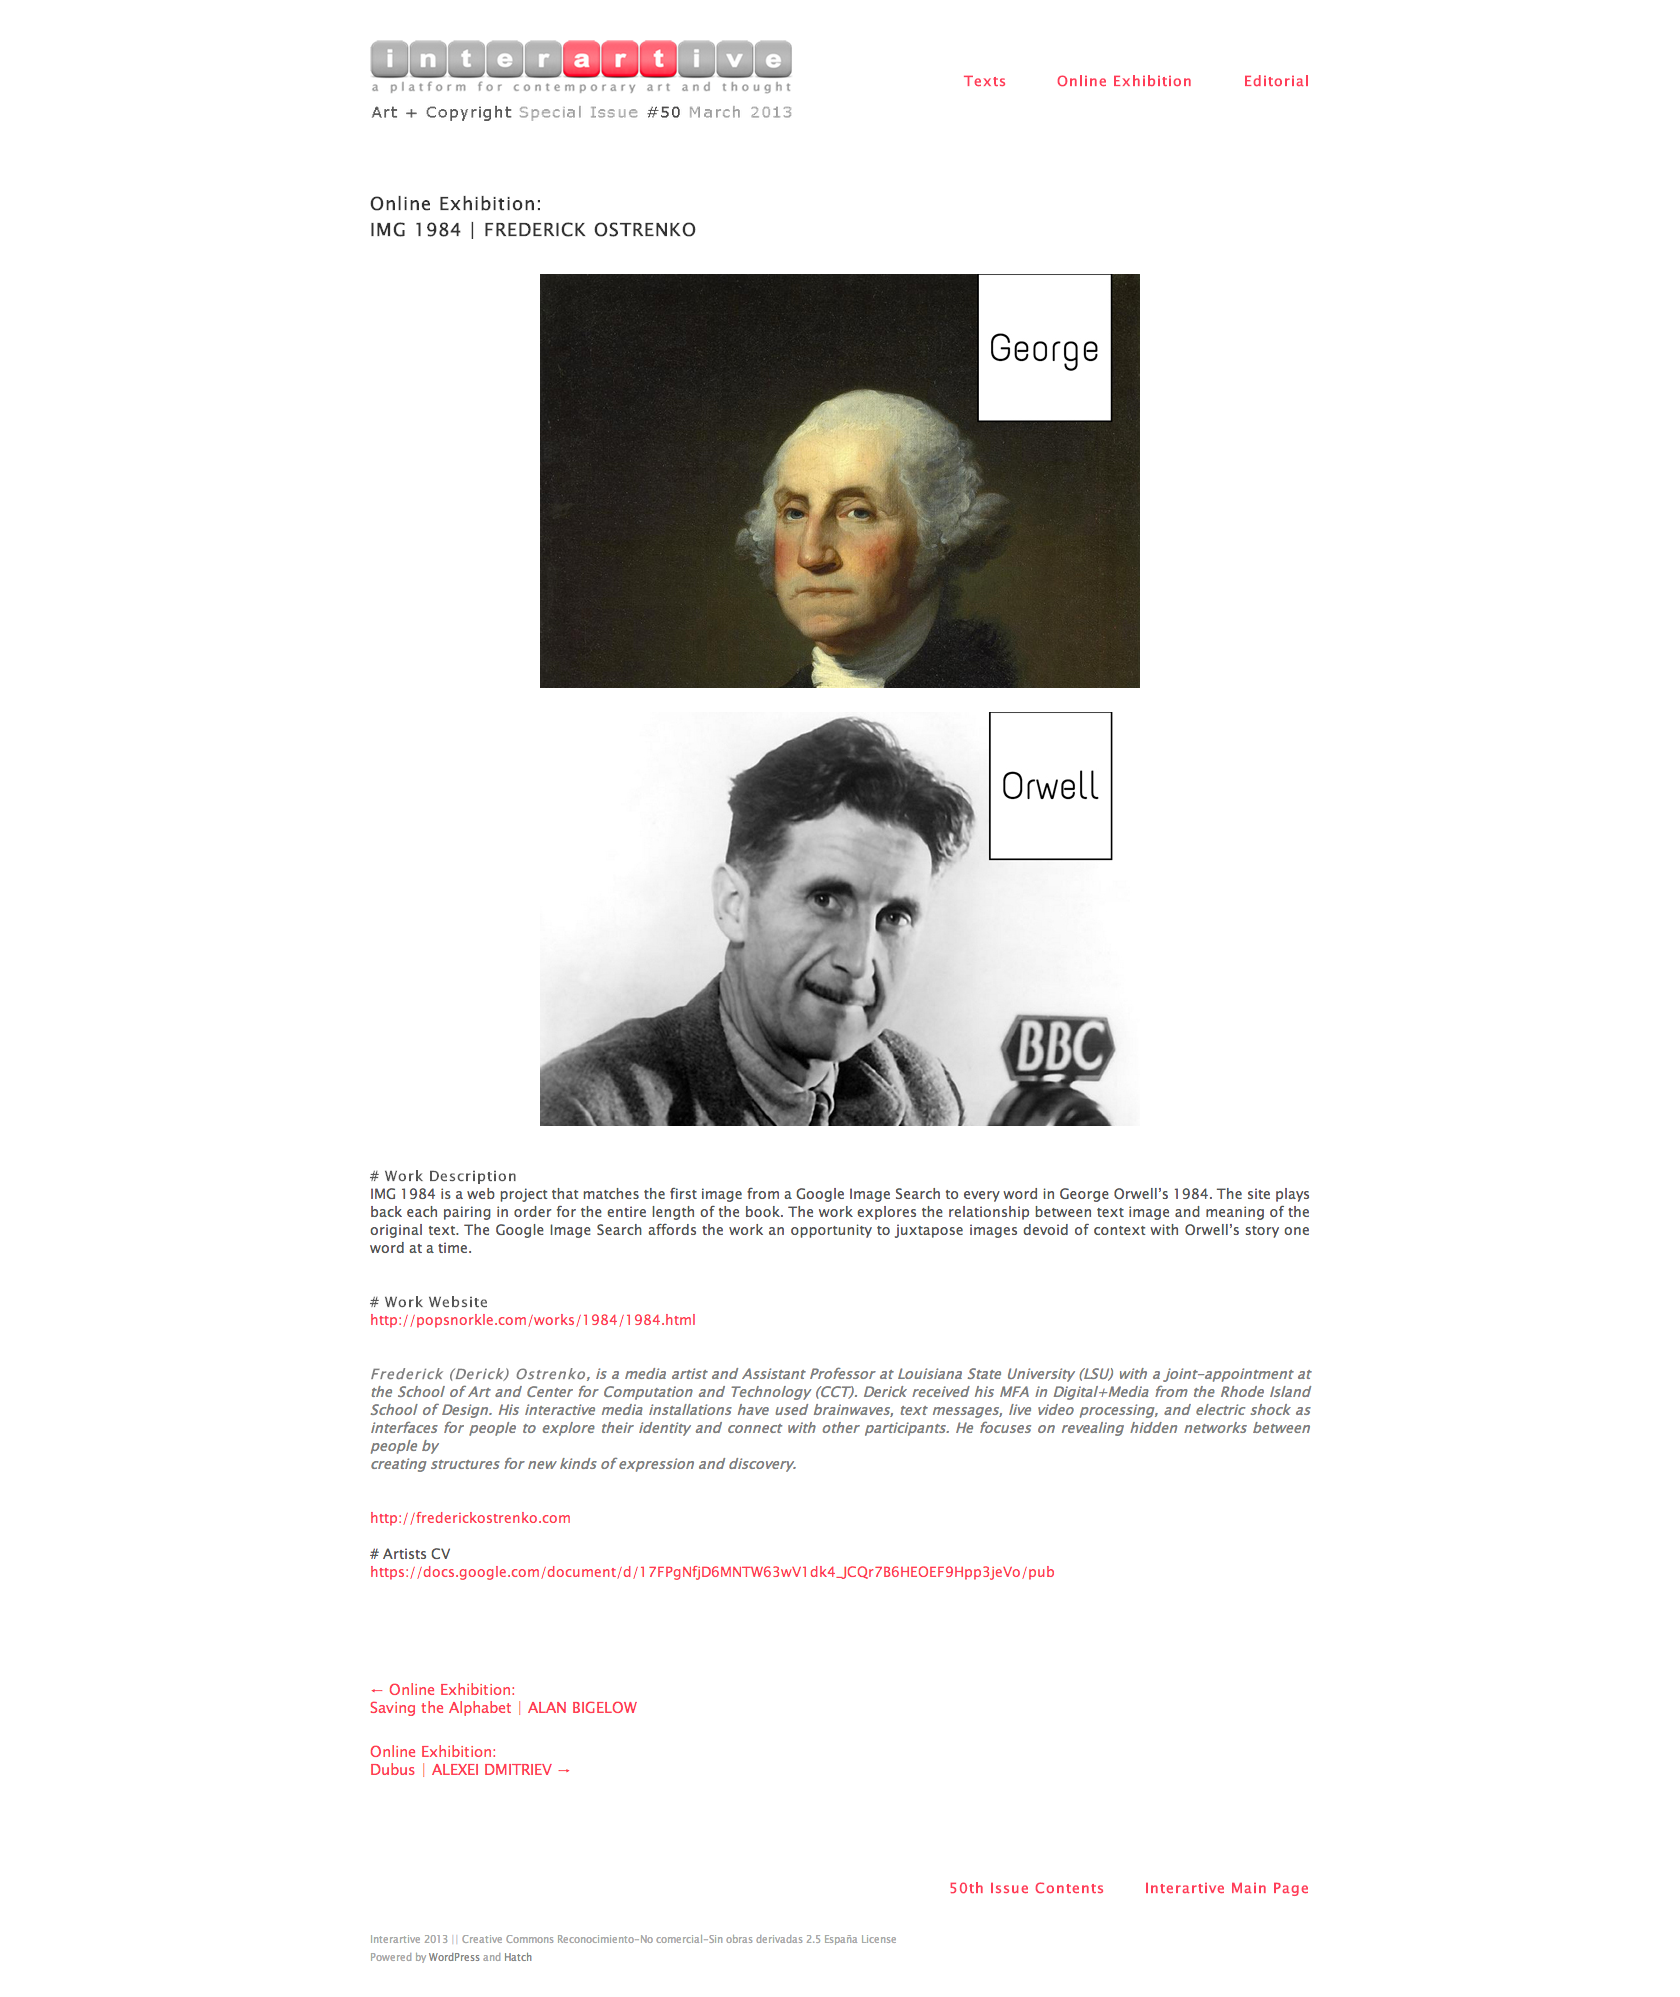 interartive
a platform for contemporary art and thought
Art + Copyright Special Issue #50 March 2013
Texts Online Exhibition Editorial
Online Exhibition:
IMG 1984 | FREDERICK OSTRENKO
George
Orwell
BBC
# Work Description
IMG 1984 is a web project that matches the first image from a Google Image Search to every word in George Orwell’s 1984. The site plays
back each pairing in order for the entire length of the book. The work explores the relationship between text image and meaning of the
original text. The Google Image Search affords the work an opportunity to juxtapose images devoid of context with Orwell’s story one
word at a time.
# Work Website
http://popsnorkle.com/works/1984/1984.html
Frederick (Derick) Ostrenko, is a media artist and Assistant Professor at Louisiana State University (LSU) with a joint-appointment at
the School of Art and Center for Computation and Technology (CCT). Derick received his MFA in Digital+Media from the Rhode Island
School of Design. His interactive media installations have used brainwaves, text messages, live video processing, and electric shock as
interfaces for people to explore their identity and connect with other participants. He focuses on revealing hidden networks between
people by
creating structures for new kinds of expression and discovery.
http://frederickostrenko.com
# Artists CV
https://docs.google.com/document/d/17FPgNfjD6MNTW63wV1dk4_JCQr7B6HEOEF9Hpp3jeVo/pub
← Online Exhibition:
Saving the Alphabet | ALAN BIGELOW
Online Exhibition:
Dubus | ALEXEI DMITRIEV →
50th Issue Contents Interartive Main Page
Interartive 2013 || Creative Commons Reconocimiento-No comercial-Sin obras derivadas 2.5 España License
Powered by WordPress and Hatch